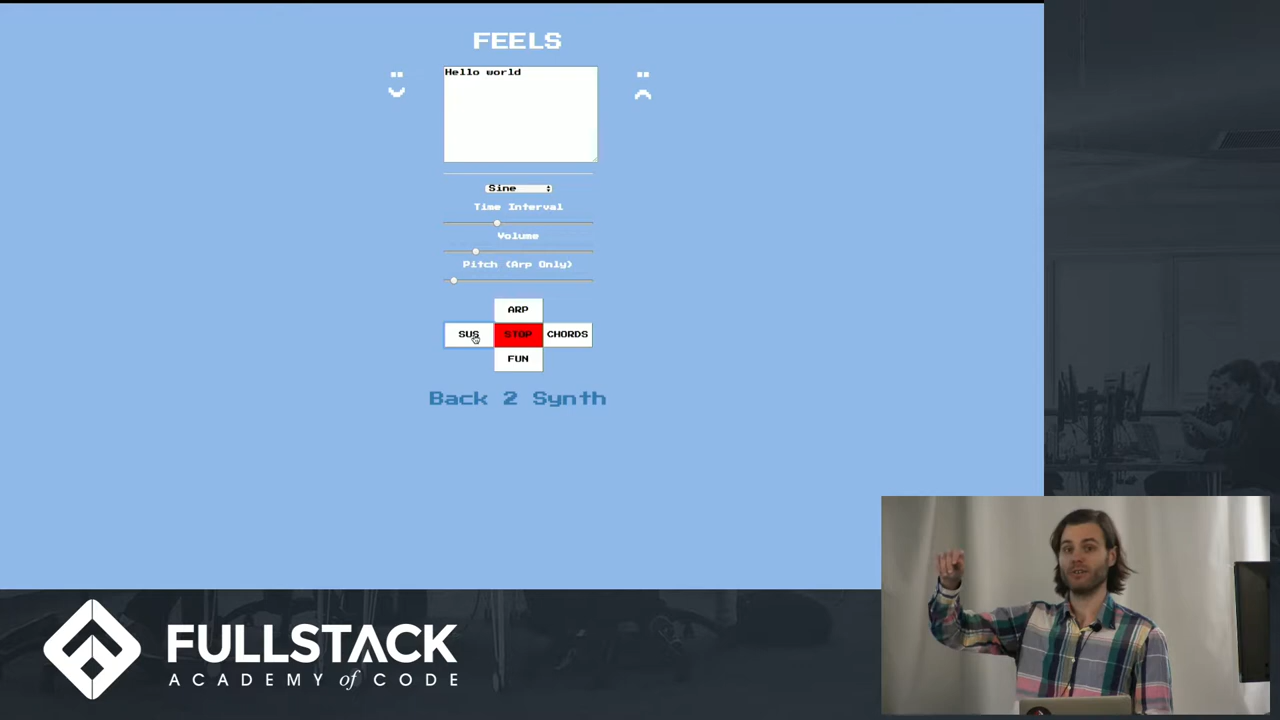 FEELS
Hello world
Sine
Time Interval
Volume
Pitch (Arp Only)
ARP
SUS STOP CHORDS
FUN
Back 2 Synth
FULLSTACK
ACADEMY of CODE